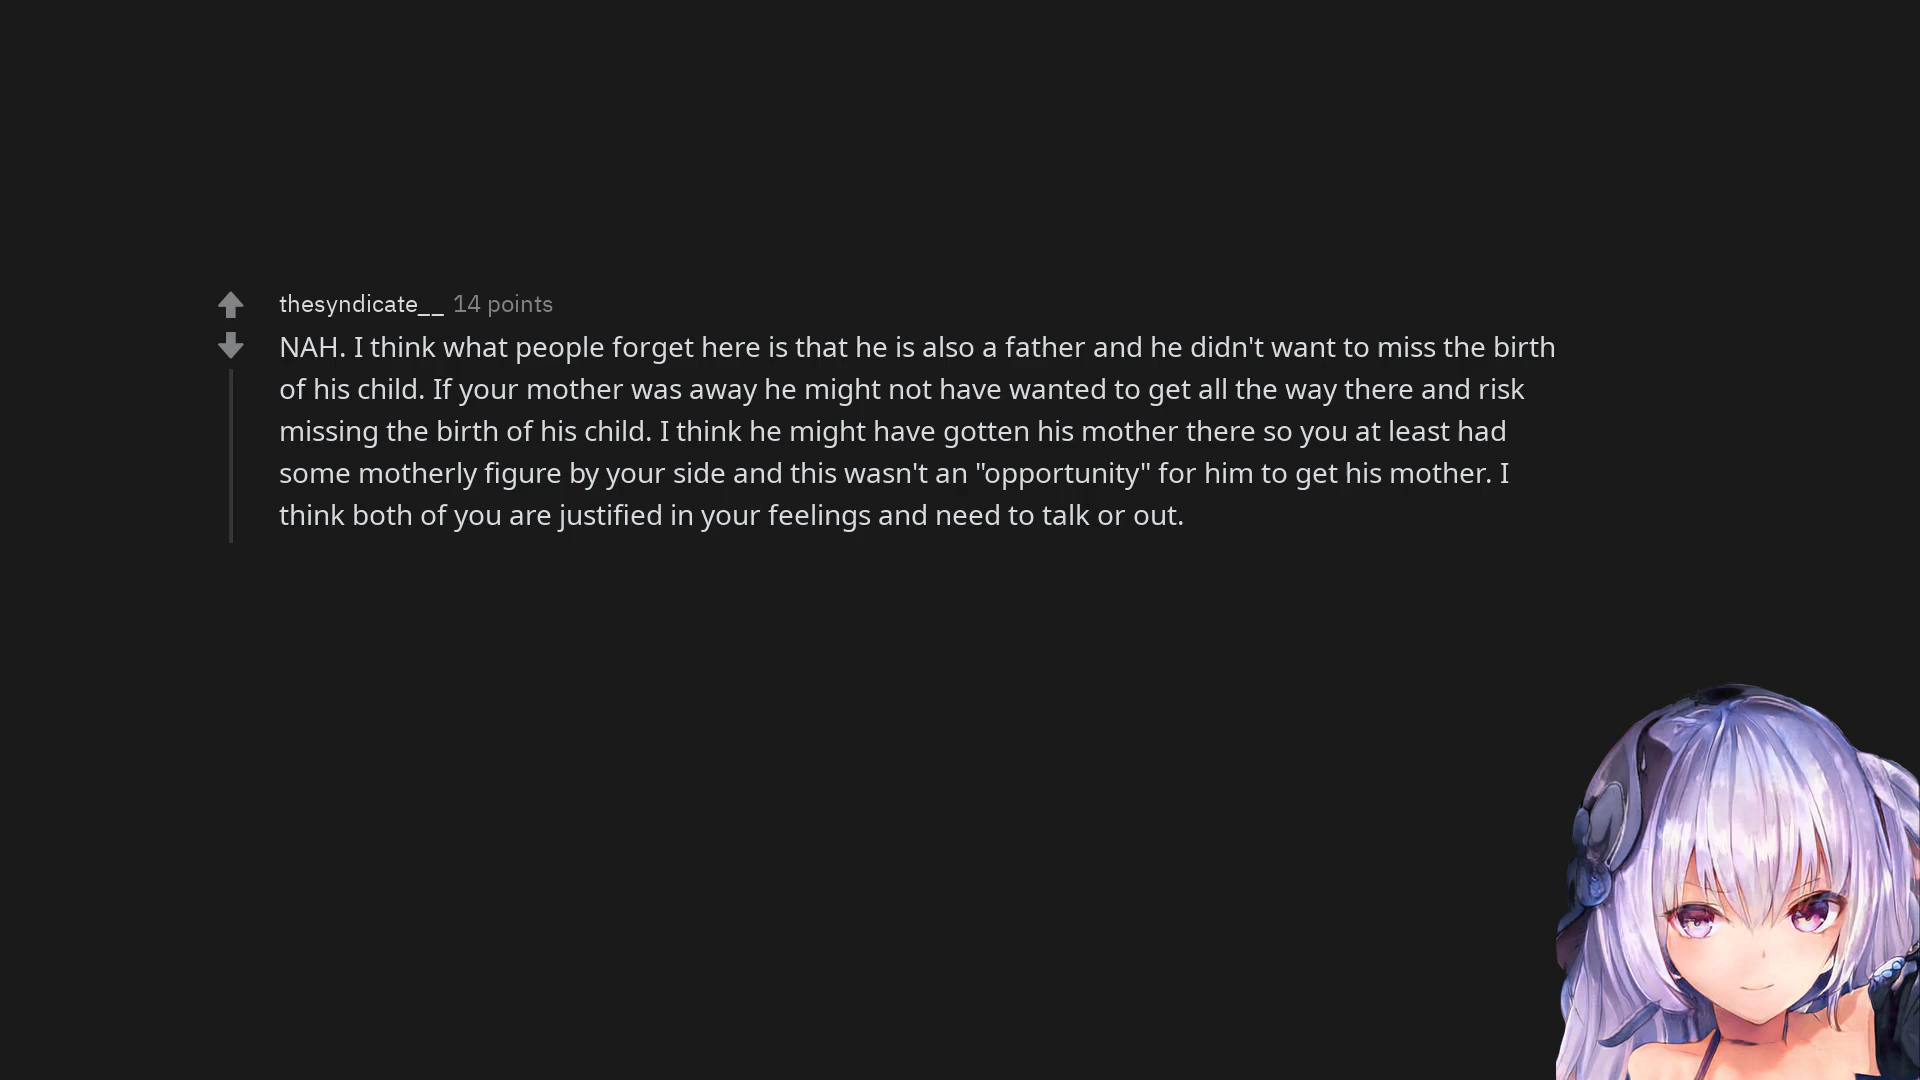 thesyndicate__ 14 points
NAH. I think what people forget here is that he is also a father and he didn't want to miss the birth
of his child. If your mother was away he might not have wanted to get all the way there and risk
missing the birth of his child. I think he might have gotten his mother there so you at least had
some motherly figure by your side and this wasn't an "opportunity" for him to get his mother. I
think both of you are justified in your feelings and need to talk or out.